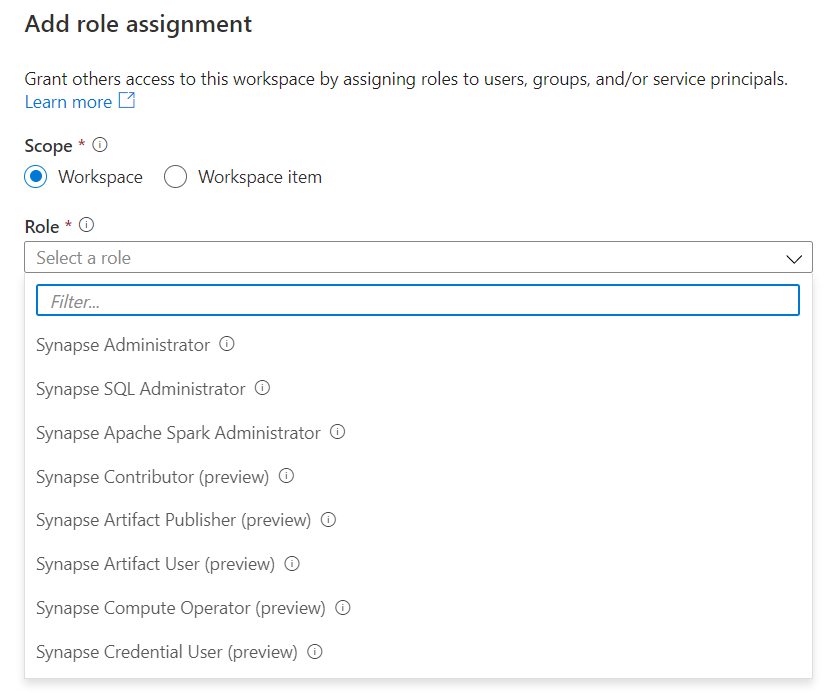 Add role assignment
Grant others access to this workspace by assigning roles to users, groups, and/or service principals.
Learn more
Scope *
Workspace Workspace item
Role *
Select a role
Filter...
Synapse Administrator
Synapse SQL Administrator
Synapse Apache Spark Administrator
Synapse Contributor (preview)
Synapse Artifact Publisher (preview)
Synapse Artifact User (preview)
Synapse Compute Operator (preview)
Synapse Credential User (preview)